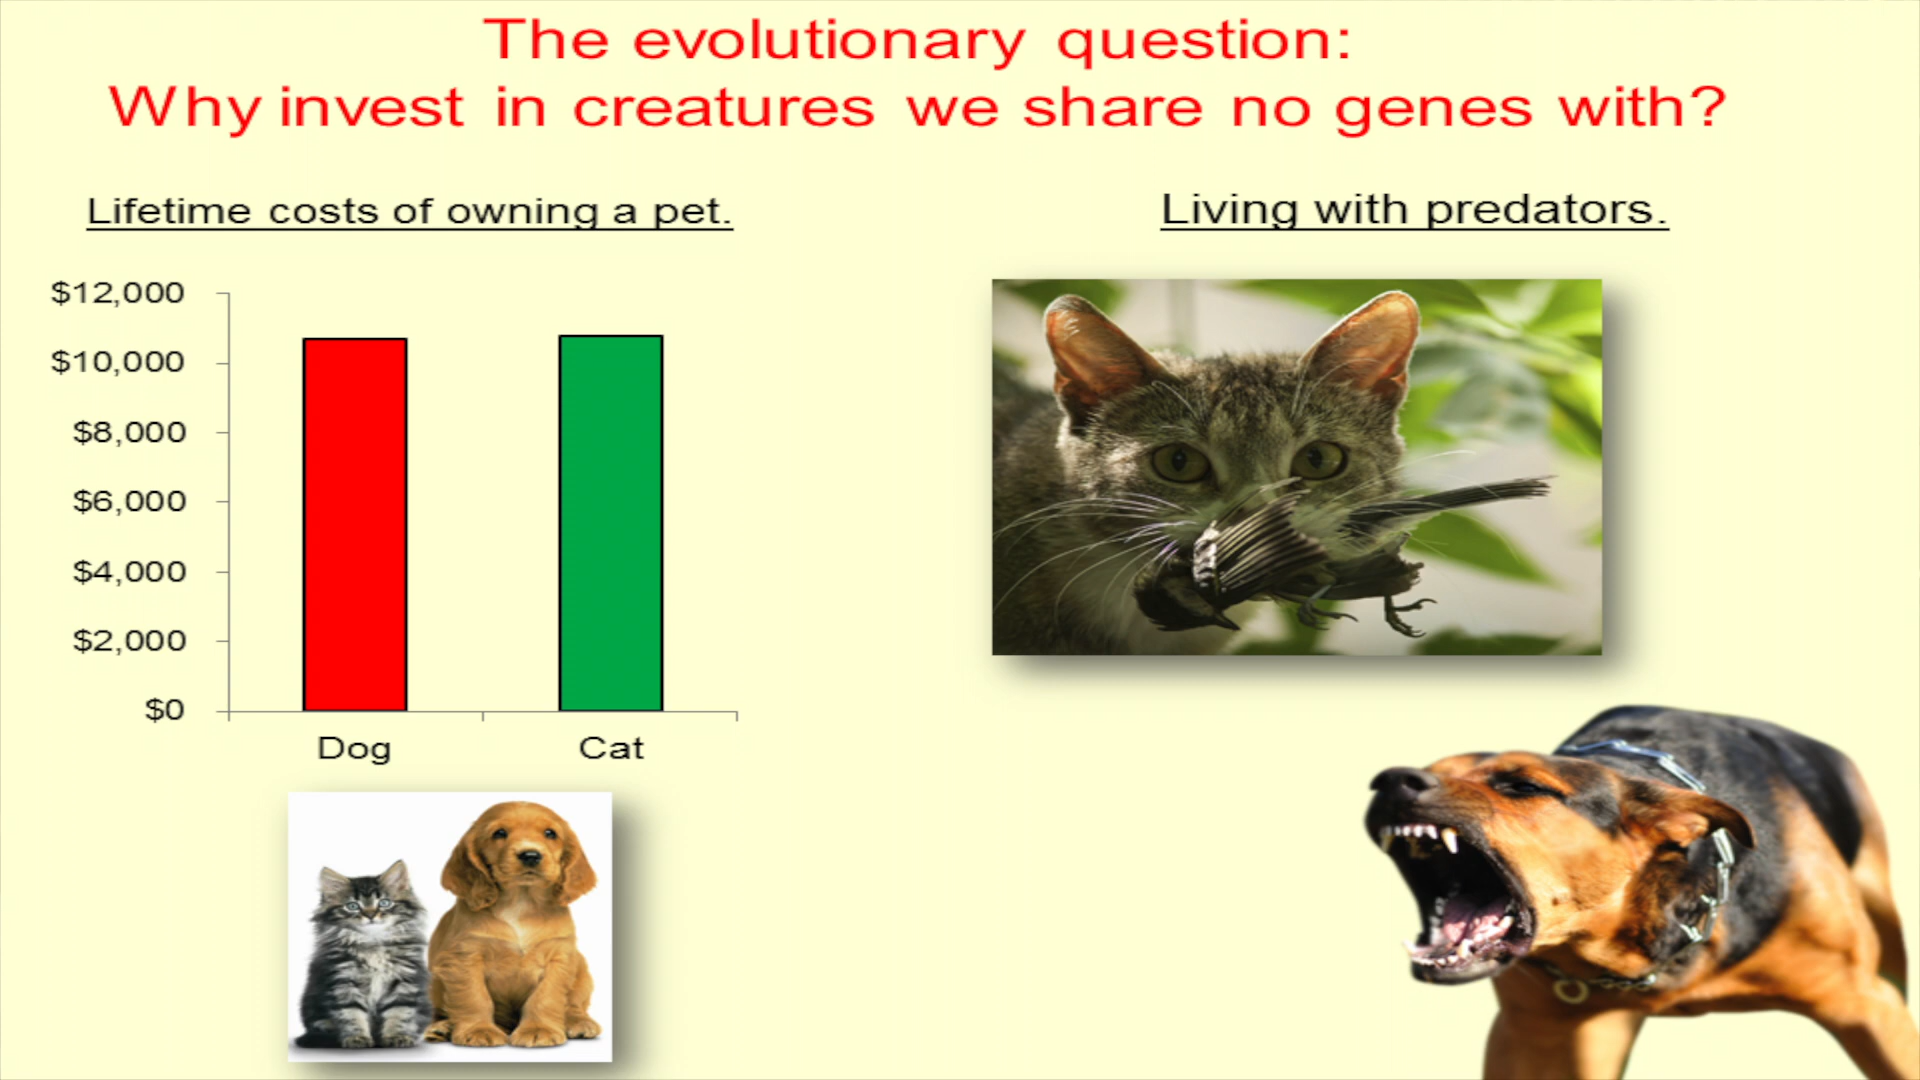 The evolutionary question:
Why invest in creatures we share no genes with?
Lifetime costs of owning a pet.
$12,000
$10,000
$8,000
$6,000
$4,000
$2,000
$0
Dog
Cat
Living with predators.